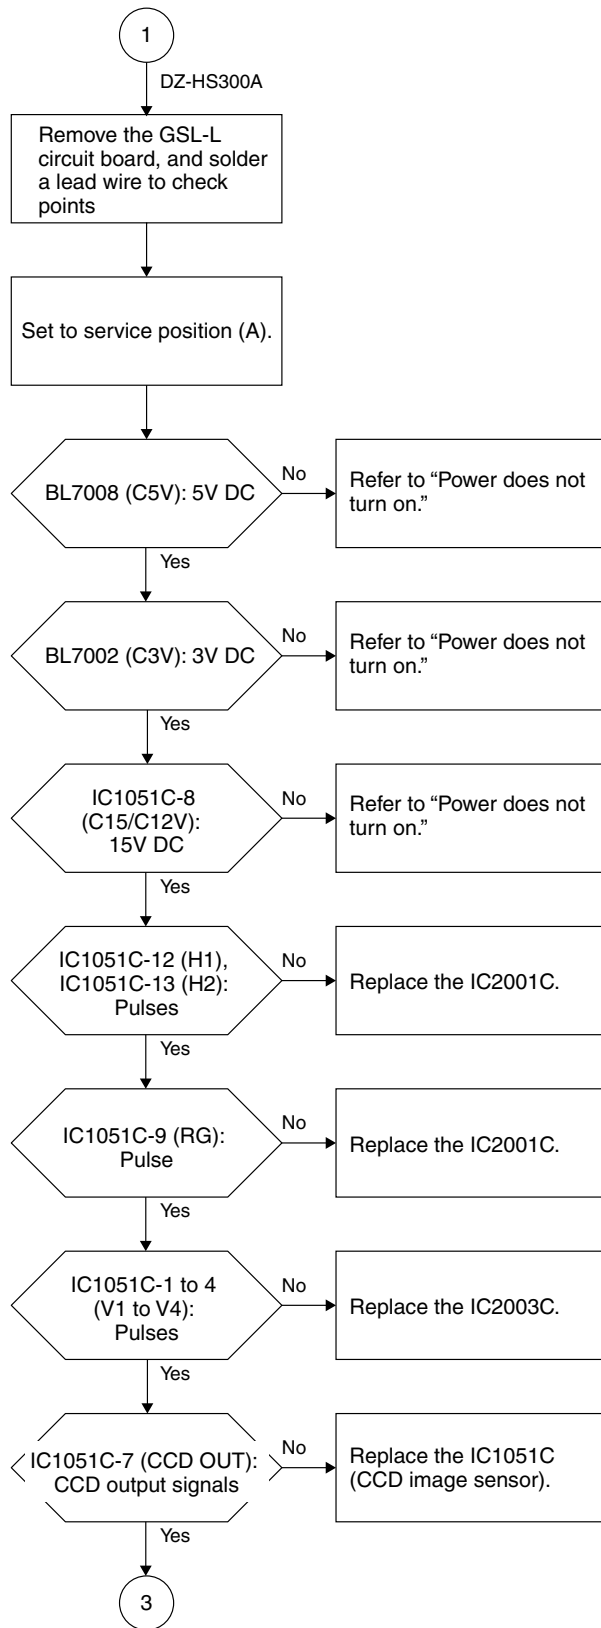 1
DZ-HS300A
Remove the GSL-L
circuit board, and solder
a lead wire to check
points
Set to service position (A).
BL7008 (C5V): 5V DC
No
Refer to “Power does not
turn on.”
Yes
BL7002 (C3V): 3V DC
No
Refer to “Power does not
turn on.”
Yes
IC1051C-8
(C15/C12V):
15V DC
No
Refer to “Power does not
turn on.”
Yes
IC1051C-12 (H1),
IC1051C-13 (H2):
Pulses
No
Replace the IC2001C.
Yes
IC1051C-9 (RG):
Pulse
No
Replace the IC2001C.
Yes
IC1051C-1 to 4
(V1 to V4):
Pulses
No
Replace the IC2003C.
Yes
IC1051C-7 (CCD OUT):
CCD output signals
No
Replace the IC1051C
(CCD image sensor).
Yes
3